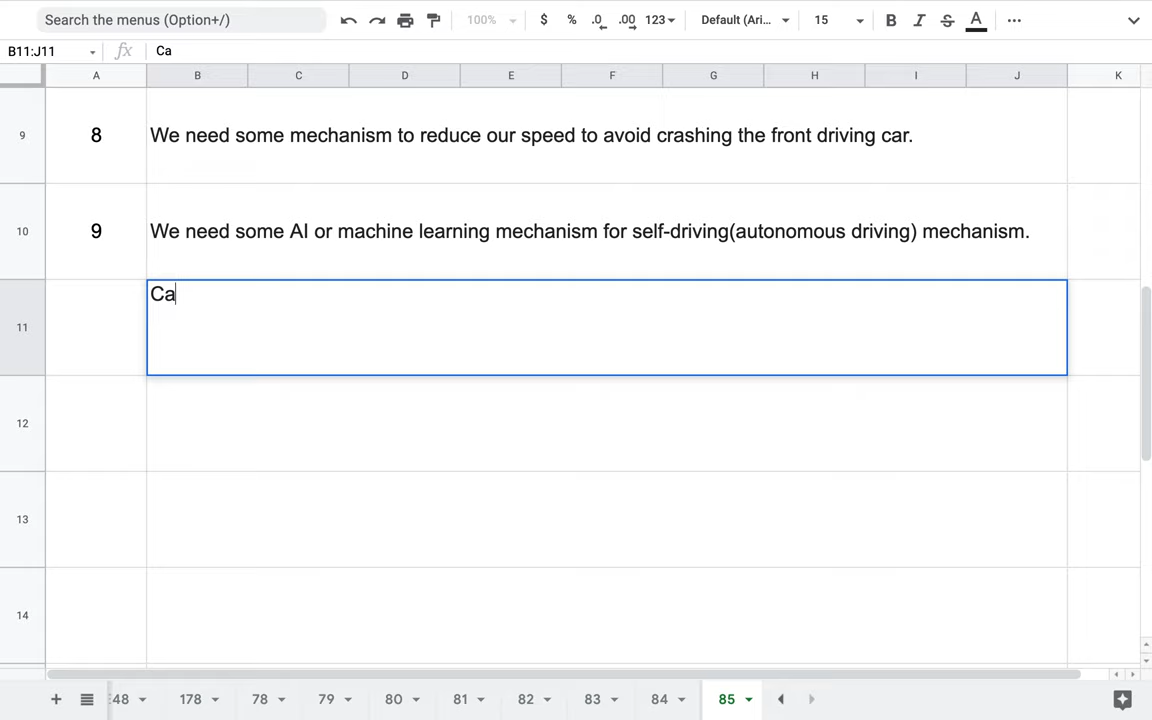 Search the menus (Option+/) 100% $ % .0 .00 123 Default (Ari... 15 B I S A
B11:J11 fx Ca
A B C D E F G H I J K
9 8 We need some mechanism to reduce our speed to avoid crashing the front driving car.
10 9 We need some AI or machine learning mechanism for self-driving(autonomous driving) mechanism.
11 Ca
12
13
14
48 178 78 79 80 81 82 83 84 85